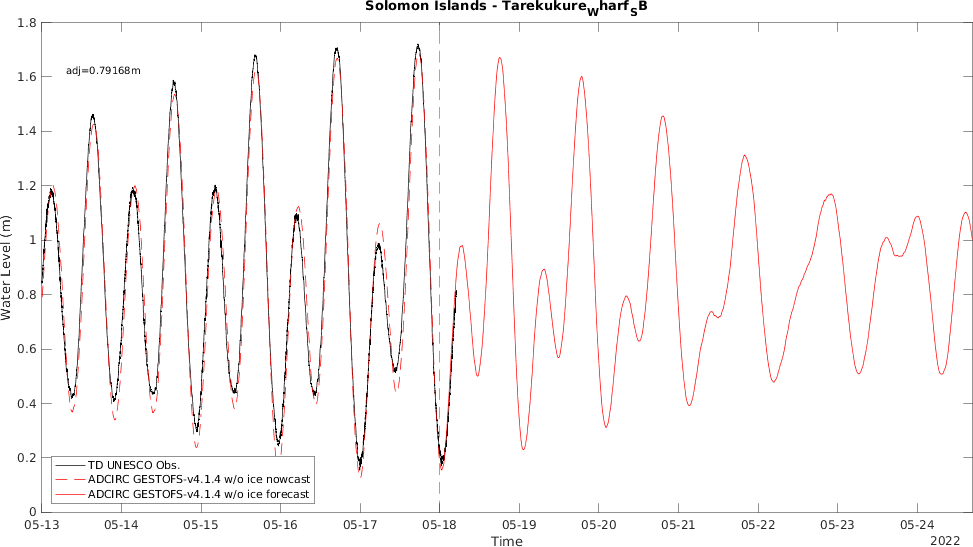 Solomon Islands - TarekukureWharfSB
adj=0.79168m
Water Level (m)
1.8
1.6
1.4
1.2
1
0.8
0.6
0.4
0.2
0
TD UNESCO Obs.
ADCIRC GESTOFS-v4.1.4 w/o ice nowcast
ADCIRC GESTOFS-v4.1.4 w/o ice forecast
05-13 05-14 05-15 05-16 05-17 05-18 05-19 05-20 05-21 05-22 05-23 05-24
Time
2022